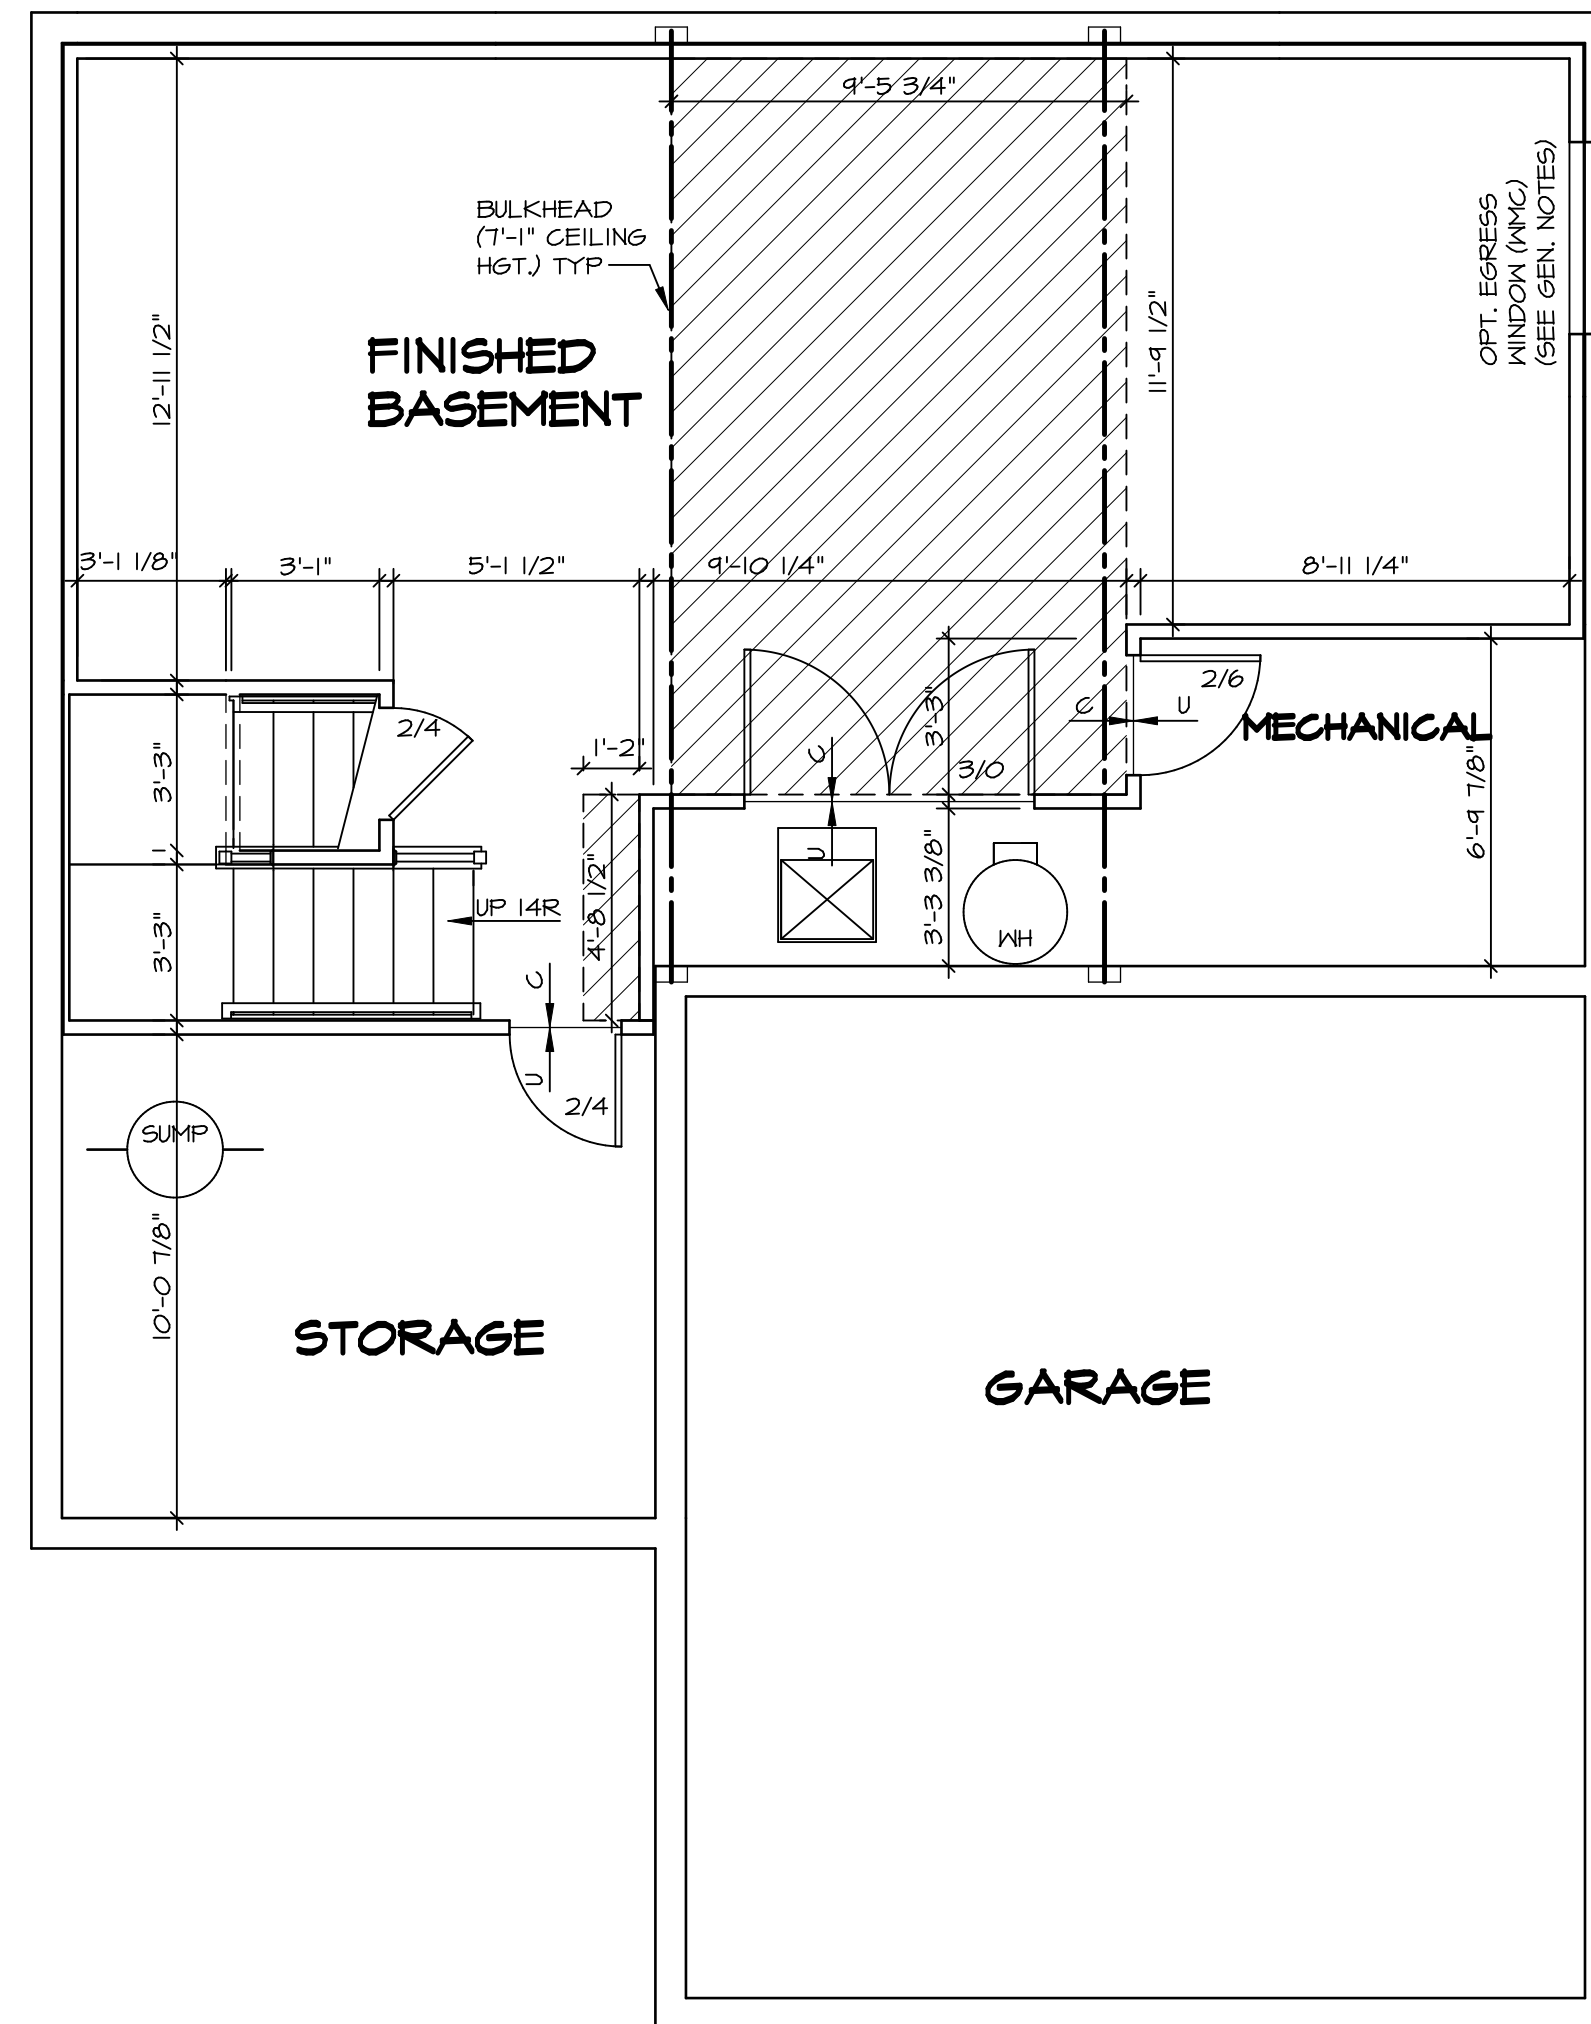 9'-5 3/4"
BULKHEAD
(7'-1" CEILING
HGT.) TYP
OPT. EGRESS
WINDOW (WMC)
(SEE GEN. NOTES)
12'-11 1/2"
11'-9 1/2"
FINISHED
BASEMENT
3'-1 1/8"
3'-1"
5'-1 1/2"
9'-10 1/4"
8'-11 1/4"
2/6
C
U
MECHANICAL
2/4
1'-2"
3'-3"
3/0
C
U
3'-3"
6'-9 7/8"
4'-8 1/2"
3'-3 3/8"
UP 14R
WH
3'-3"
C
U
2/4
SUMP
10'-0 7/8"
STORAGE
GARAGE